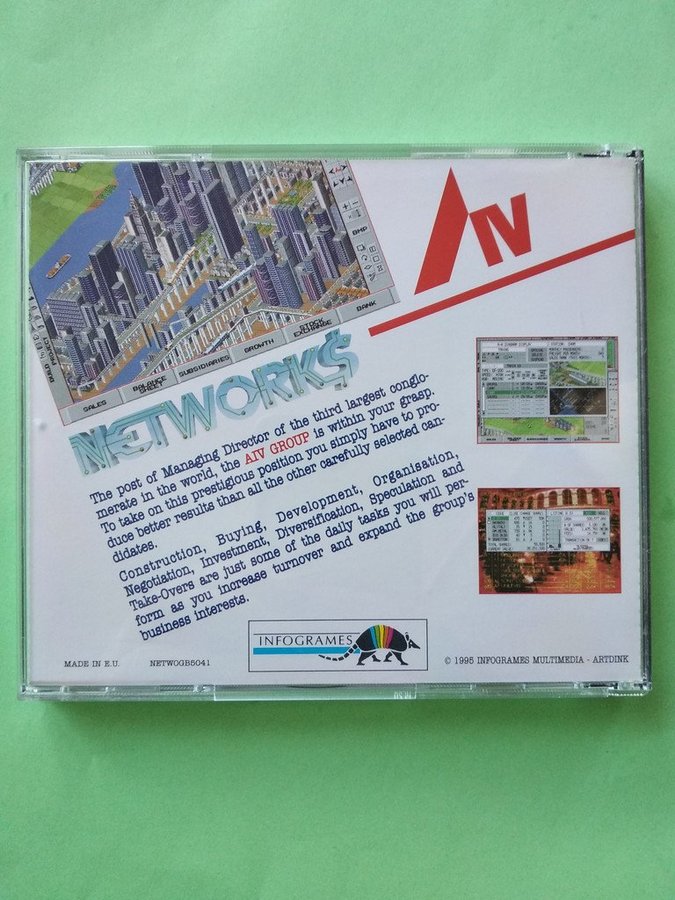 AIV
BMP
BUILD
PROJECT
SALES
BALANCE
SHEET
SUBSIDIARIES
GROWTH
STOCK
EXCHANGE
BANK
NETWORK$
The post of Managing Director of the third largest conglo-
merate in the world, the AIV GROUP is within your grasp.
To take on this prestigious position you simply have to pro-
duce better results than all the other carefully selected can-
didates.
Construction, Buying, Development, Organisation,
Negotiation, Investment, Diversification, Speculation and
Take-Overs are just some of the daily tasks you will per-
form as you increase turnover and expand the group's
business interests.
INFOGRAMES
MADE IN E.U.
NETWOGB5041
© 1995 INFOGRAMES MULTIMEDIA - ARTDINK